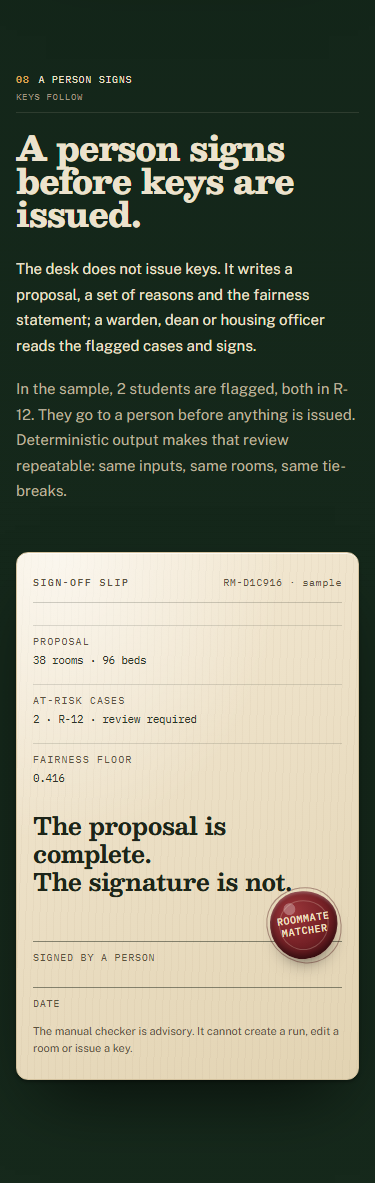 08 A PERSON SIGNS
KEYS FOLLOW
A person signs
before keys are
issued.
The desk does not issue keys. It writes a
proposal, a set of reasons and the fairness
statement; a warden, dean or housing officer
reads the flagged cases and signs.
In the sample, 2 students are flagged, both in R-
12. They go to a person before anything is issued.
Deterministic output makes that review
repeatable: same inputs, same rooms, same tie-
breaks.
SIGN-OFF SLIP RM-D1C916 · sample
PROPOSAL
38 rooms · 96 beds
AT-RISK CASES
2 · R-12 · review required
FAIRNESS FLOOR
0.416
The proposal is
complete.
The signature is not.
ROOMMATE
MATCHER
SIGNED BY A PERSON
DATE
The manual checker is advisory. It cannot create a run, edit a
room or issue a key.